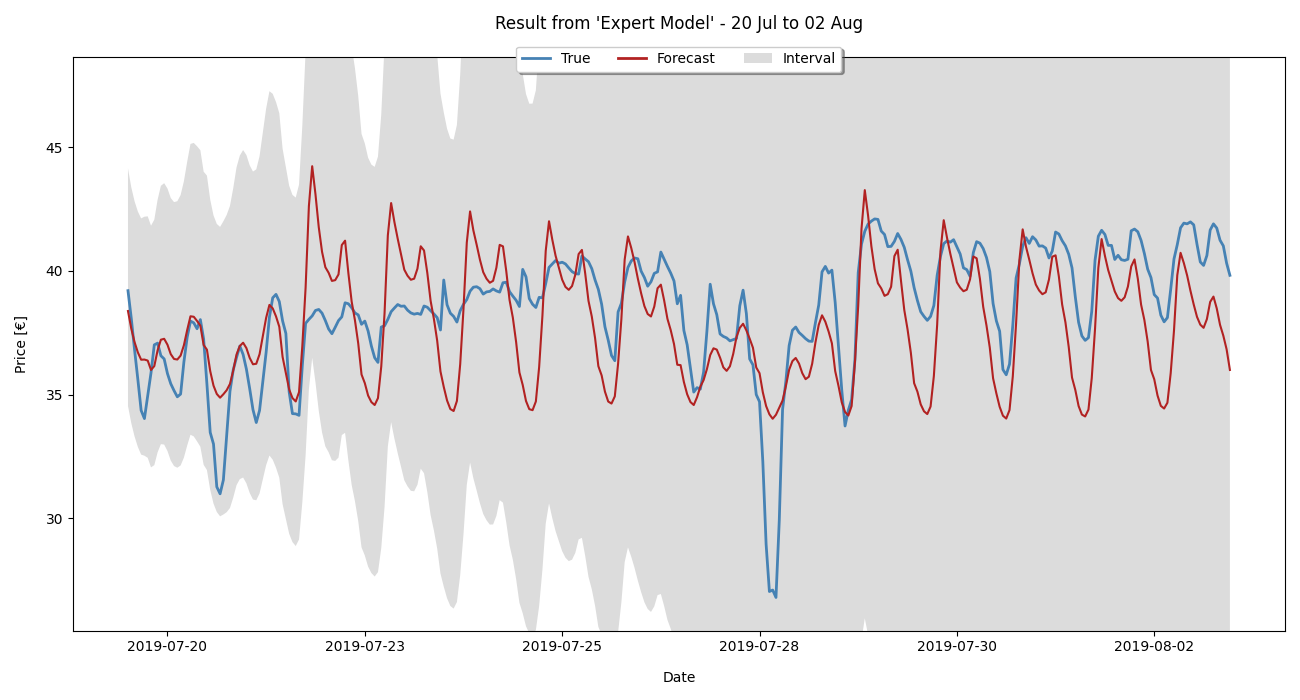 Result from 'Expert Model' - 20 Jul to 02 Aug
True Forecast Interval
Price [€]
45
40
35
30
2019-07-20 2019-07-23 2019-07-25 2019-07-28 2019-07-30 2019-08-02
Date